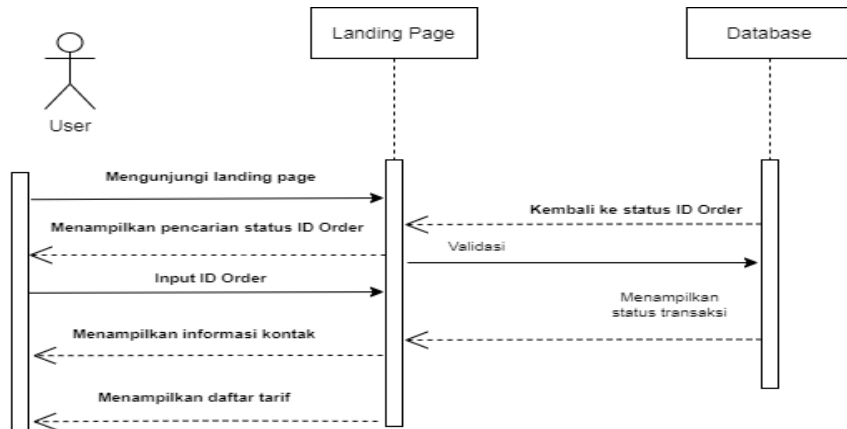 Landing Page
Database
User
Mengunjungi landing page
Kembali ke status ID Order
Menampilkan pencarian status ID Order
Validasi
Input ID Order
Menampilkan
status transaksi
Menampilkan informasi kontak
Menampilkan daftar tarif